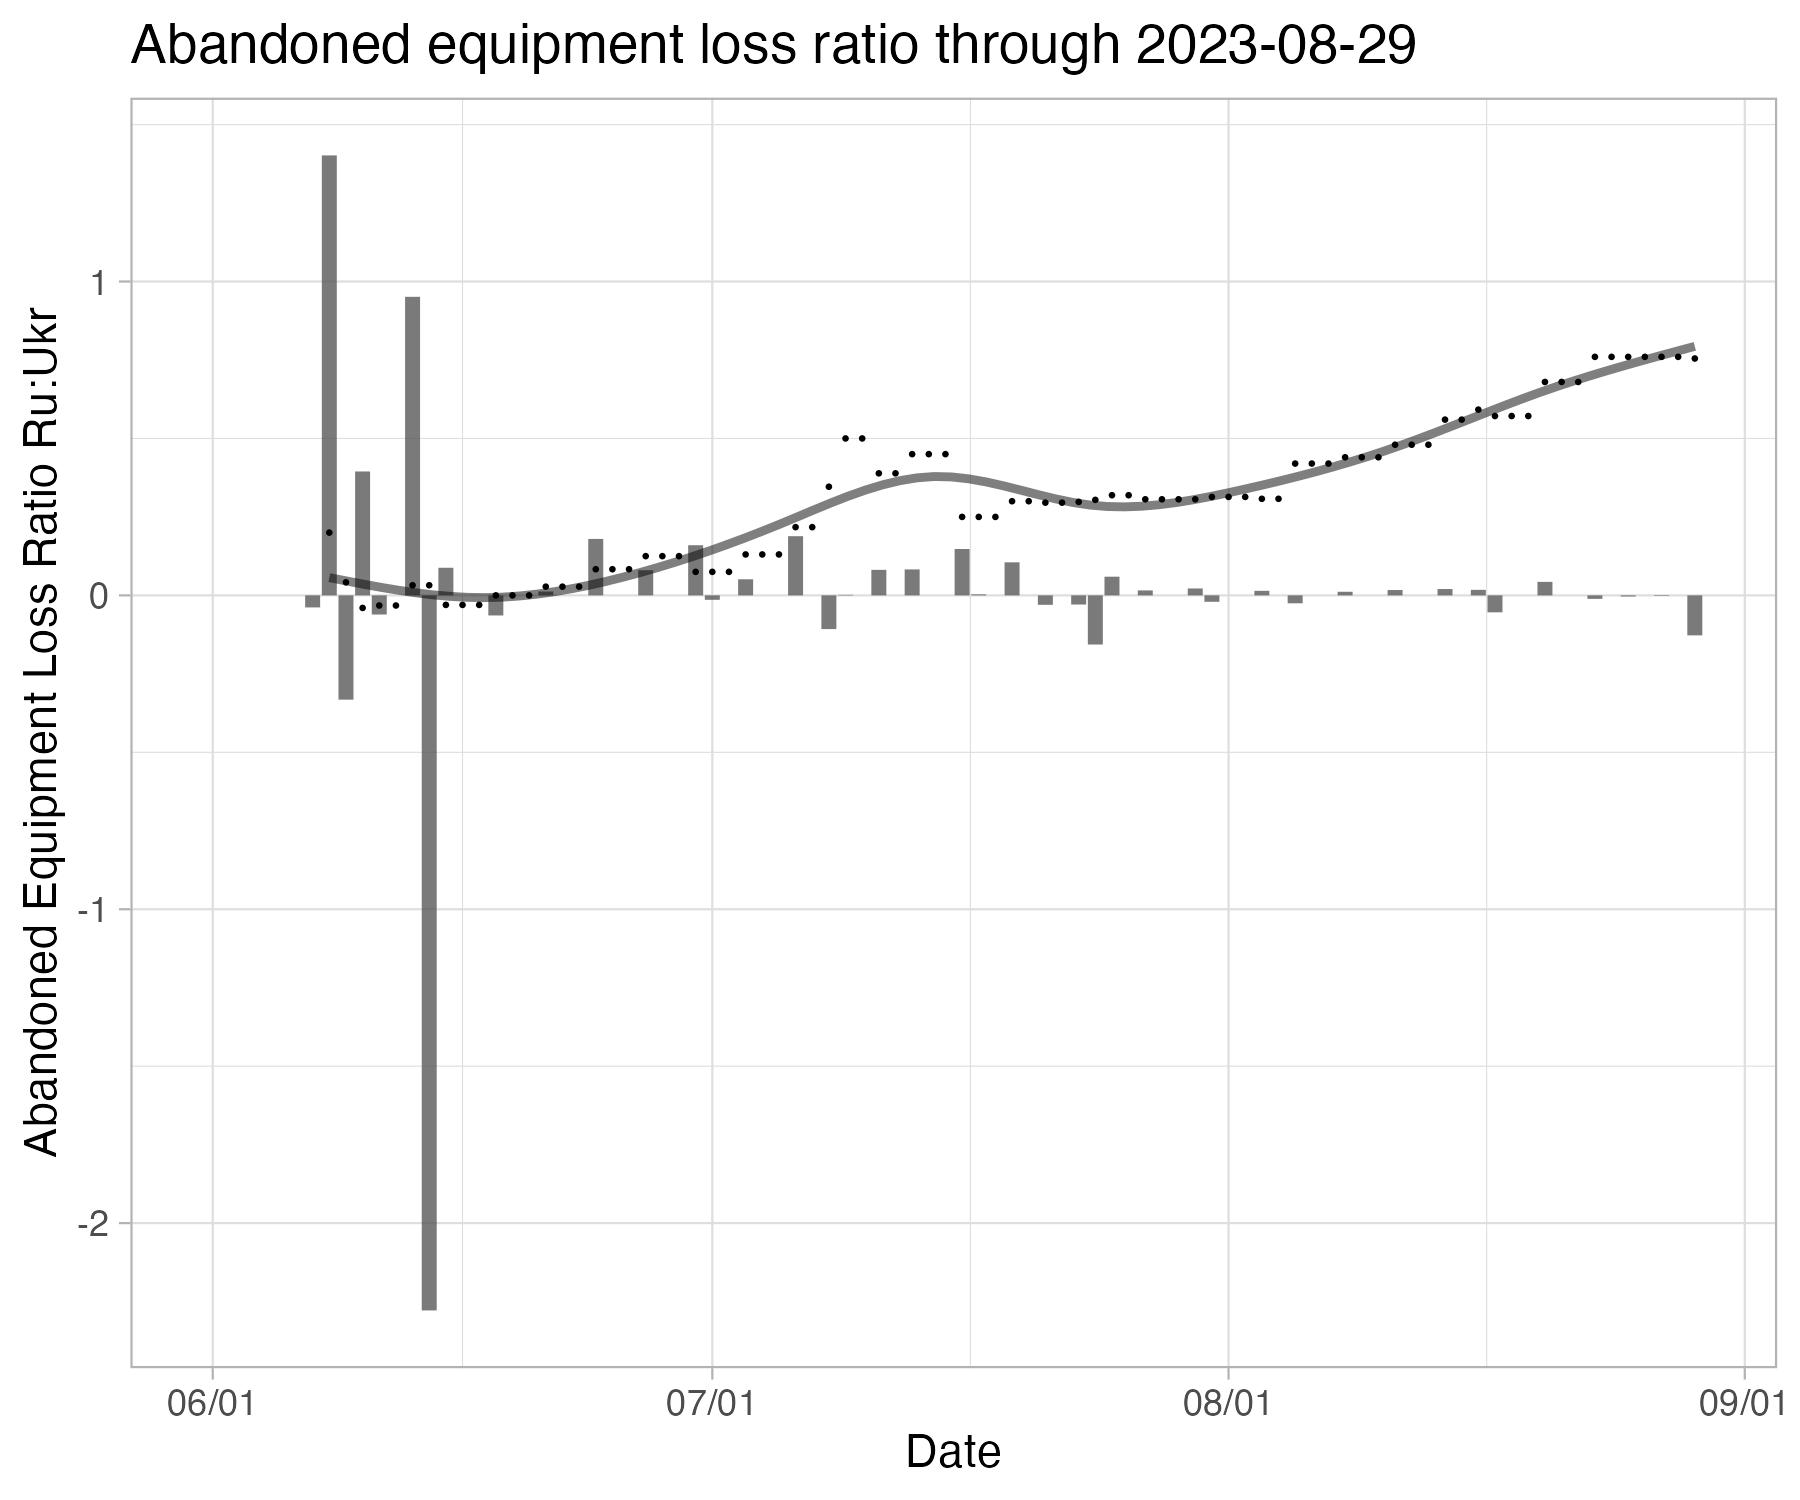 Abandoned equipment loss ratio through 2023-08-29
Abandoned Equipment Loss Ratio Ru:Ukr
1
0
-1
-2
06/01
07/01
08/01
09/01
Date